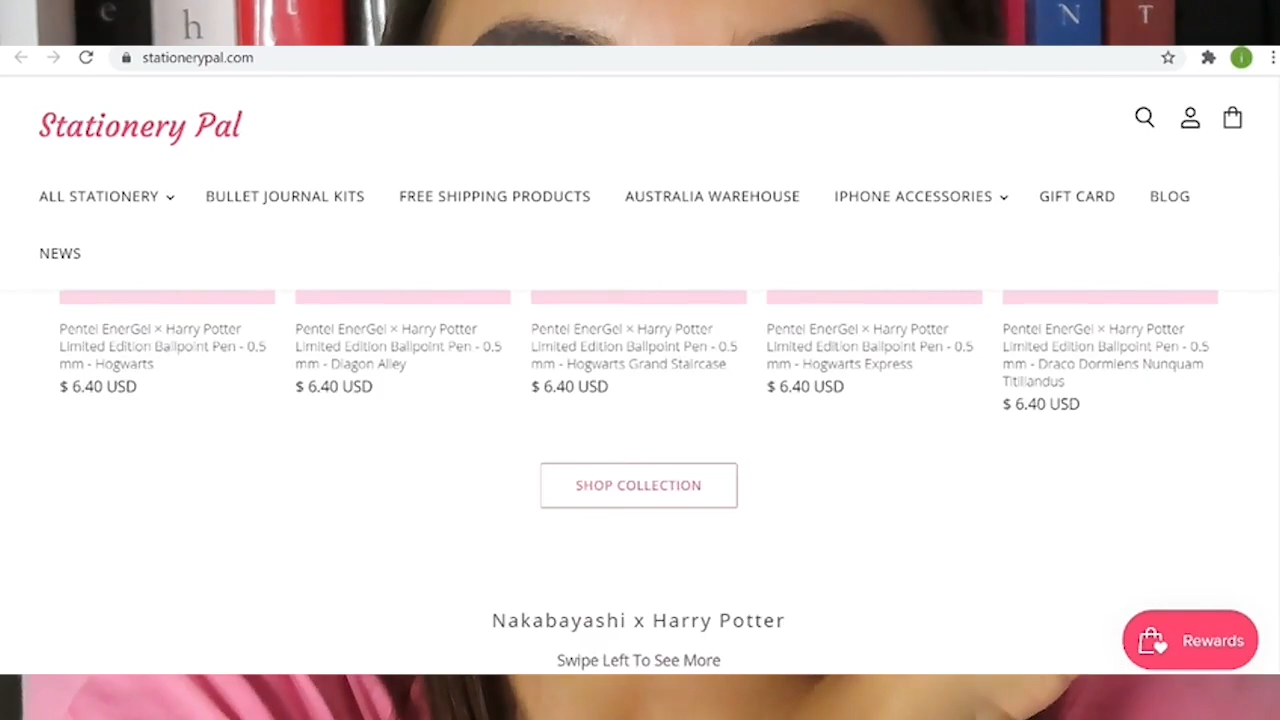 e h t N T
stationerypal.com
i
Stationery Pal
ALL STATIONERY BULLET JOURNAL KITS FREE SHIPPING PRODUCTS AUSTRALIA WAREHOUSE IPHONE ACCESSORIES GIFT CARD BLOG
NEWS
Pentel EnerGel × Harry Potter
Limited Edition Ballpoint Pen - 0.5
mm - Hogwarts
$ 6.40 USD
Pentel EnerGel × Harry Potter
Limited Edition Ballpoint Pen - 0.5
mm - Diagon Alley
$ 6.40 USD
Pentel EnerGel × Harry Potter
Limited Edition Ballpoint Pen - 0.5
mm - Hogwarts Grand Staircase
$ 6.40 USD
Pentel EnerGel × Harry Potter
Limited Edition Ballpoint Pen - 0.5
mm - Hogwarts Express
$ 6.40 USD
Pentel EnerGel × Harry Potter
Limited Edition Ballpoint Pen - 0.5
mm - Draco Dormiens Nunquam
Titillandus
$ 6.40 USD
SHOP COLLECTION
Nakabayashi x Harry Potter
Swipe Left To See More
Rewards